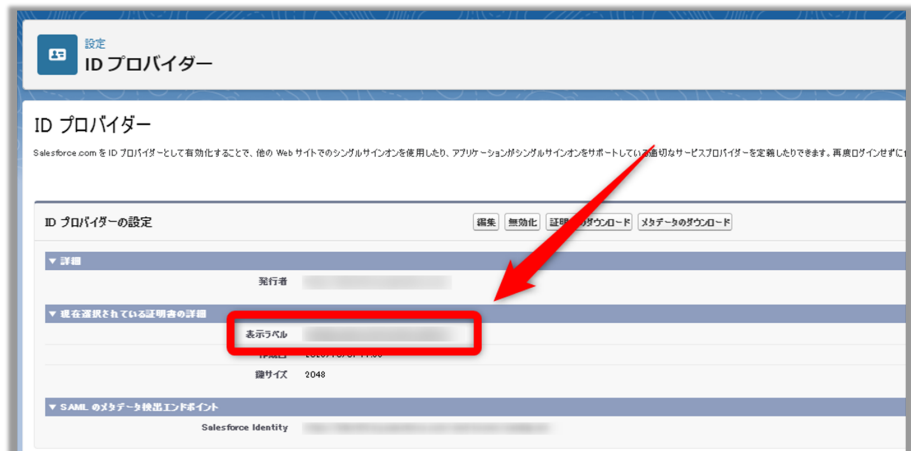 設定
ID プロバイダー
ID プロバイダー
Salesforce.com を ID プロバイダーとして有効化することで、他の Web サイトでのシングルサインオンを使用したり、アプリケーションがシングルサインオンをサポートしている適切なサービスプロバイダーを定義したりできます。再度ログインせずに
ID プロバイダーの設定 編集 無効化 証明 のダウンロード メタデータのダウンロード
▼ 詳細
発行者
▼ 現在選択されている証明書の詳細
表示ラベル
鍵サイズ 2048
▼ SAML のメタデータ検出エンドポイント
Salesforce Identity